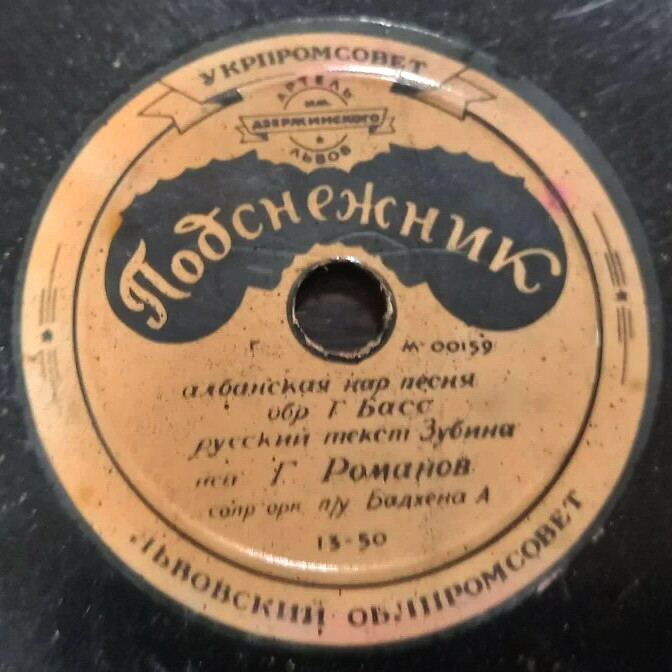 УКРПРОМСОВЕТ
АРТЕЛЬ
им.
ДЗЕРЖИНСКОГО
ЛЬВОВ
Подснежник
Г М-00159
албанская нар песня
обр Г Басс
русский текст Зубина
исп Г. Романов
сопр орк п/у Бадхена А
13-50
ЛЬВОВСКИЙ ОБЛПРОМСОВЕТ